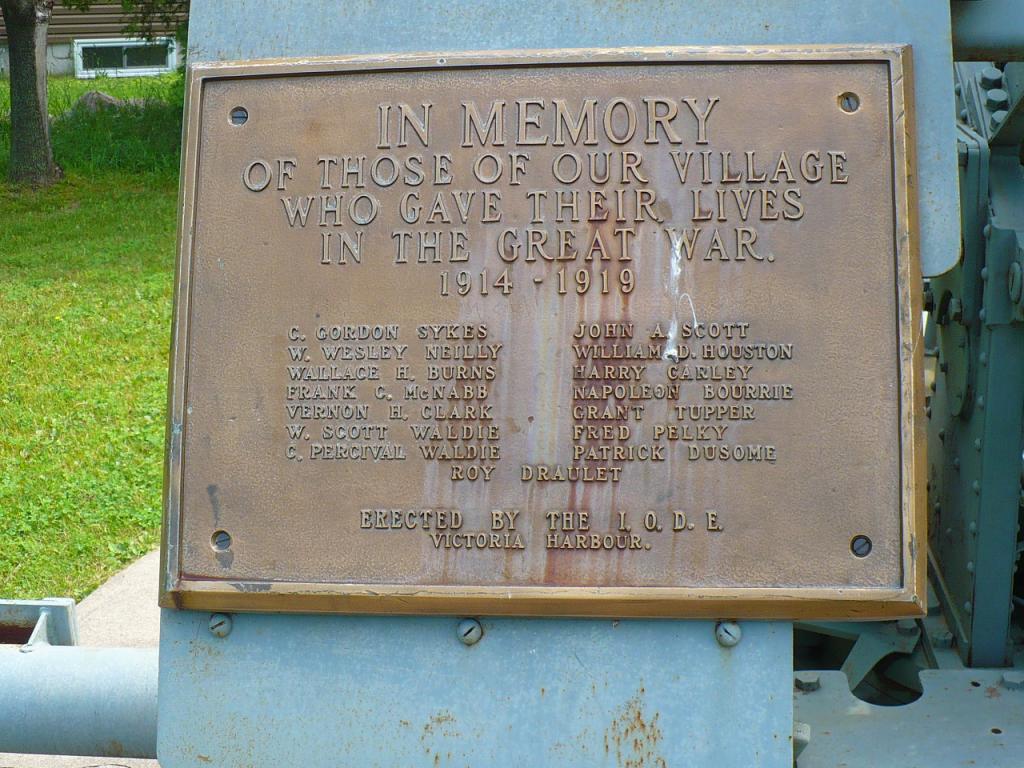 IN MEMORY
OF THOSE OF OUR VILLAGE
WHO GAVE THEIR LIVES
IN THE GREAT WAR.
1914 - 1919
C. GORDON SYKES
W. WESLEY NEILLY
WALLACE H. BURNS
FRANK C. McNABB
VERNON H. CLARK
W. SCOTT WALDIE
C. PERCIVAL WALDIE
JOHN A. SCOTT
WILLIAM D. HOUSTON
HARRY CARLEY
NAPOLEON BOURRIE
GRANT TUPPER
FRED PELKY
PATRICK DUSOME
ROY DRAULET
ERECTED BY THE I. O. D. E.
VICTORIA HARBOUR.